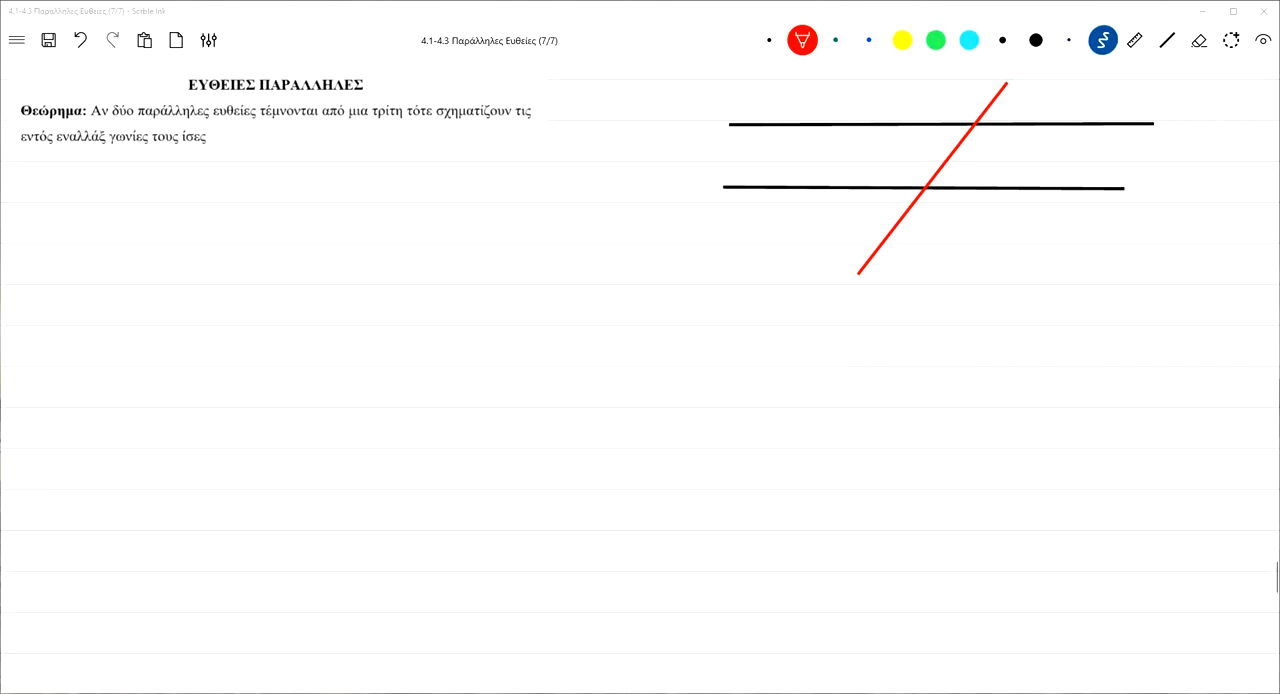 4.1-4.3 Παράλληλες Ευθείες (7/7) - Scrble Ink
4.1-4.3 Παράλληλες Ευθείες (7/7)
ΕΥΘΕΙΕΣ ΠΑΡΑΛΛΗΛΕΣ
Θεώρημα: Αν δύο παράλληλες ευθείες τέμνονται από μια τρίτη τότε σχηματίζουν τις
εντός εναλλάξ γωνίες τους ίσες